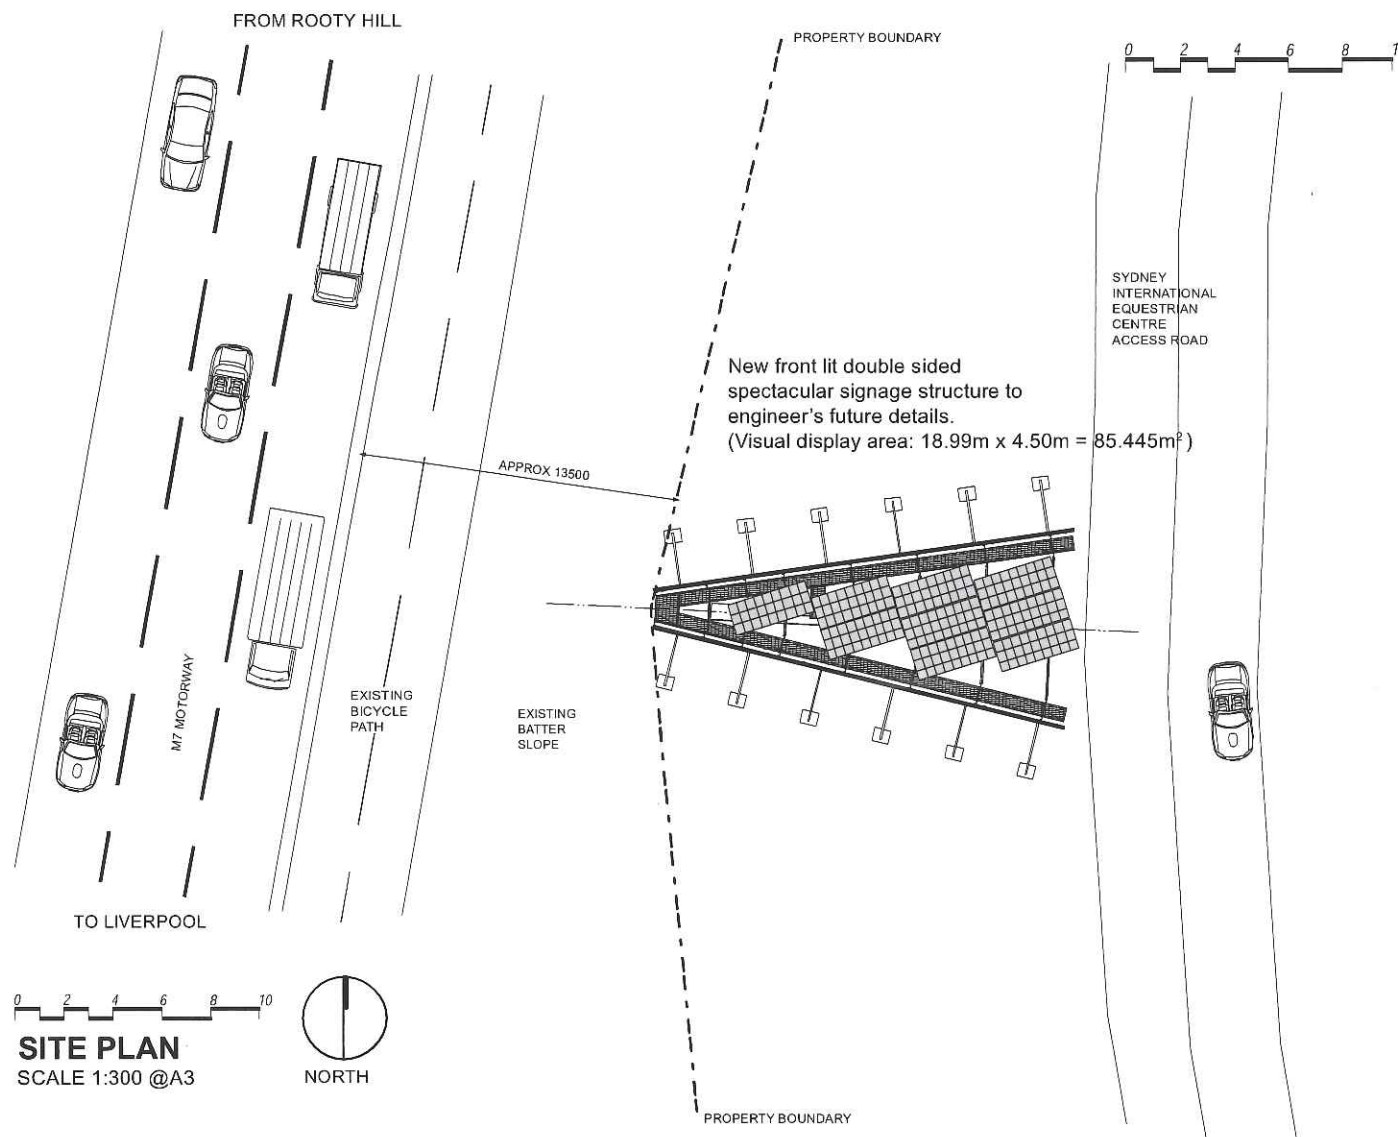 FROM ROOTY HILL
PROPERTY BOUNDARY
0 2 4 6 8 1
SYDNEY
INTERNATIONAL
EQUESTRIAN
CENTRE
ACCESS ROAD
New front lit double sided
spectacular signage structure to
engineer's future details.
(Visual display area: 18.99m x 4.50m = 85.445m²)
APPROX 13500
M7 MOTORWAY
EXISTING
BICYCLE
PATH
EXISTING
BATTER
SLOPE
TO LIVERPOOL
0 2 4 6 8 10
SITE PLAN
SCALE 1:300 @A3
NORTH
PROPERTY BOUNDARY